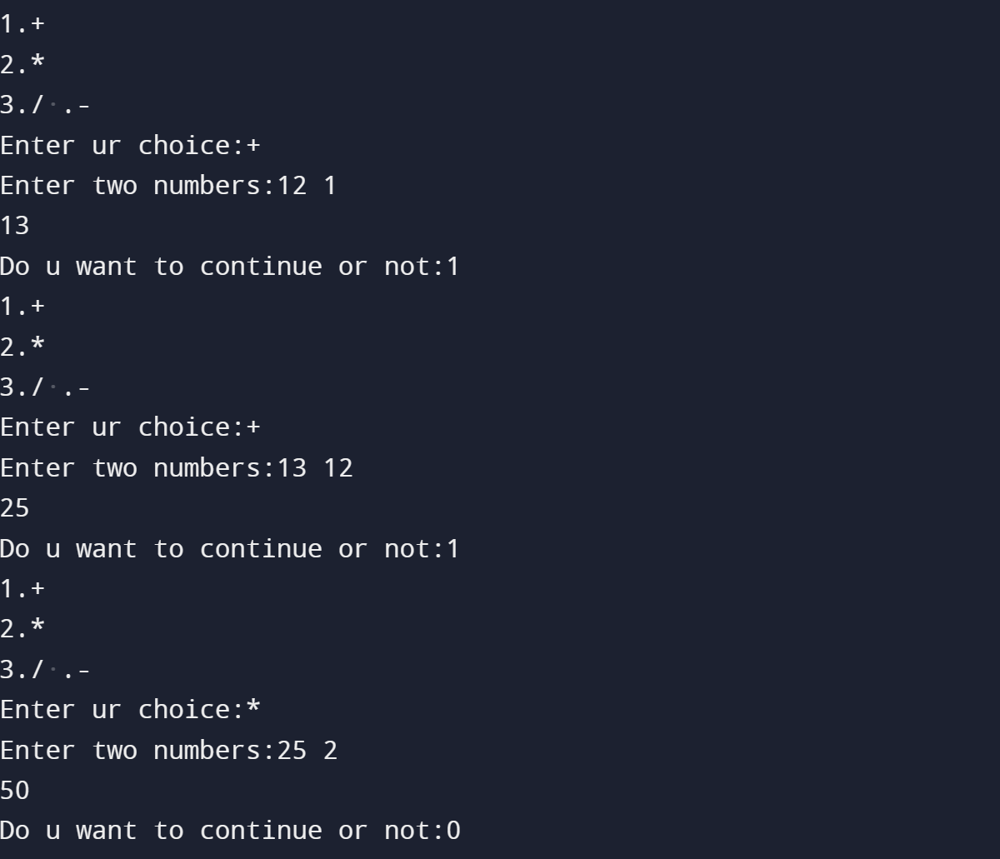 1.+
2.*
3./·.-
Enter ur choice:+
Enter two numbers:12 1
13
Do u want to continue or not:1
1.+
2.*
3./·.-
Enter ur choice:+
Enter two numbers:13 12
25
Do u want to continue or not:1
1.+
2.*
3./·.-
Enter ur choice:*
Enter two numbers:25 2
50
Do u want to continue or not:0